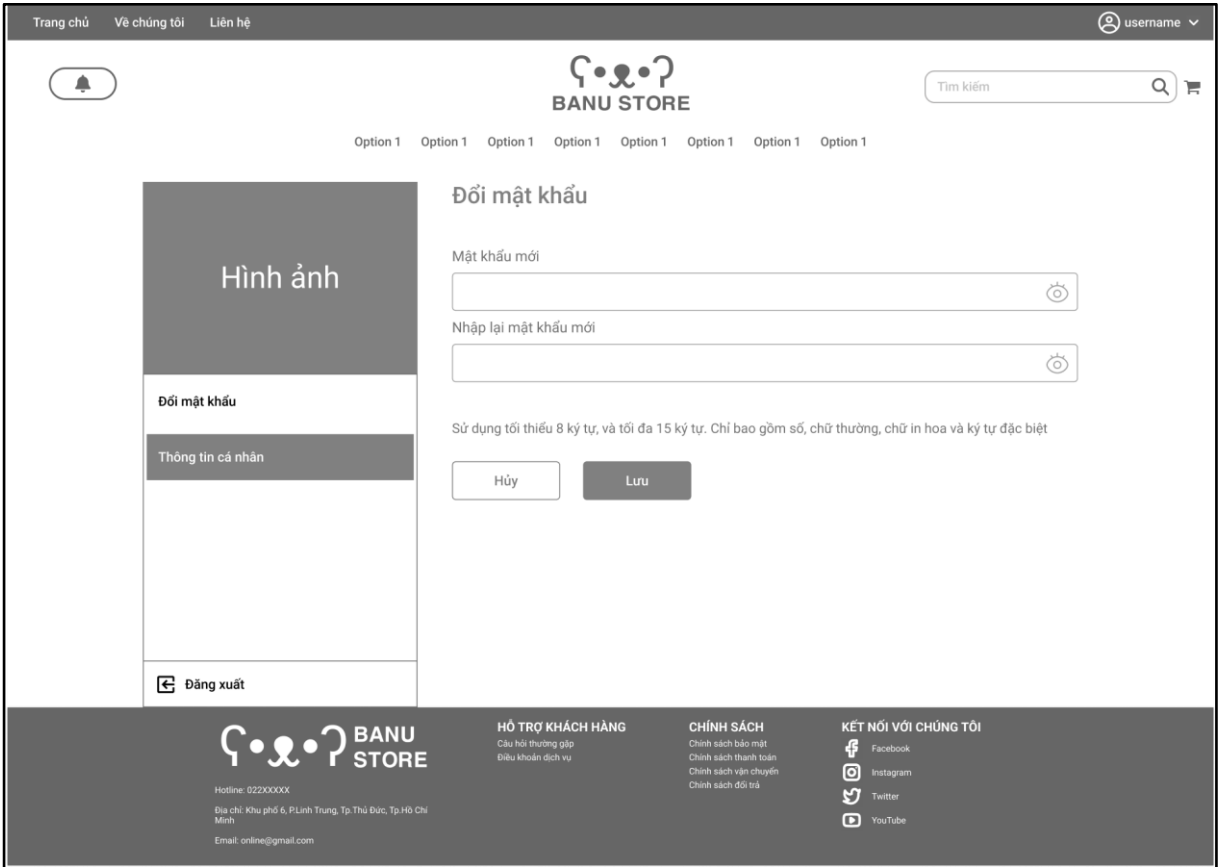 Trang chủ Về chúng tôi Liên hệ username
BANU STORE
Tìm kiếm
Option 1 Option 1 Option 1 Option 1 Option 1 Option 1 Option 1 Option 1
Hình ảnh
Đổi mật khẩu
Thông tin cá nhân
Đăng xuất
Đổi mật khẩu
Mật khẩu mới
Nhập lại mật khẩu mới
Sử dụng tối thiểu 8 ký tự, và tối đa 15 ký tự. Chỉ bao gồm số, chữ thường, chữ in hoa và ký tự đặc biệt
Hủy Lưu
BANU
STORE
Hotline: 022XXXXX
Địa chỉ: Khu phố 6, P.Linh Trung, Tp.Thủ Đức, Tp.Hồ Chí
Minh
Email: online@gmail.com
HỖ TRỢ KHÁCH HÀNG
Câu hỏi thường gặp
Điều khoản dịch vụ
CHÍNH SÁCH
Chính sách bảo mật
Chính sách thanh toán
Chính sách vận chuyển
Chính sách đổi trả
KẾT NỐI VỚI CHÚNG TÔI
Facebook
Instagram
Twitter
YouTube